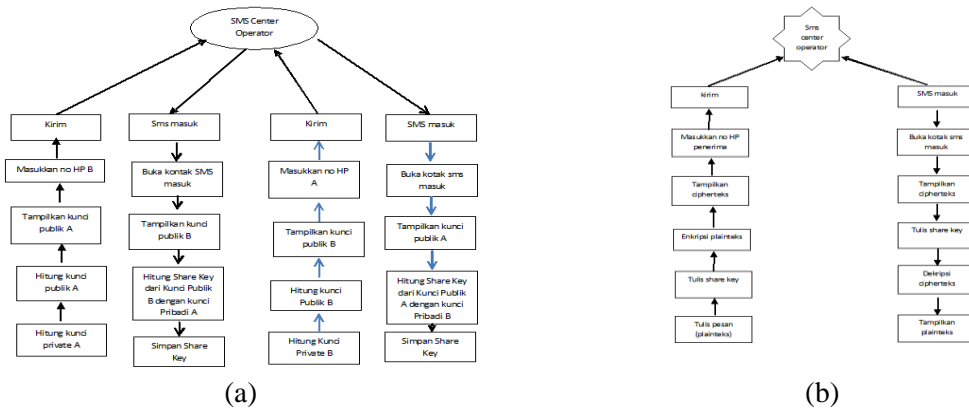 SMS Center
Operator
Kirim
Masukkan no HP B
Tampilkan kunci
publik A
Hitung kunci
publik A
Hitung kunci
private A
Sms masuk
Buka kontak SMS
masuk
Tampilkan kunci
publik B
Hitung Share Key
dari Kunci Publik
B dengan kunci
Pribadi A
Simpan Share
Key
Kirim
Masukkan no HP
A
Tampilkan kunci
publik B
Hitung kunci
Publik B
Hitung Kunci
Private B
SMS masuk
Buka kotak sms
masuk
Tampilkan kunci
publik A
Hitung Share Key
dari Kunci Publik
A dengan kunci
Pribadi B
Simpan Share
Key
(a)
Sms
center
operator
kirim
Masukkan no HP
penerima
Tampilkan
cipherteks
Enkripsi plainteks
Tulis share key
Tulis pesan
(plainteks)
SMS masuk
Buka kotak sms
masuk
Tampilkan
cipherteks
Tulis share key
Dekripsi
cipherteks
Tampilkan
plainteks
(b)